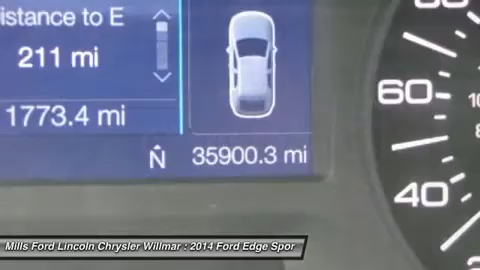 istance to E
211 mi
1773.4 mi
N
35900.3 mi
60
40
Mills Ford Lincoln Chrysler Willmar : 2014 Ford Edge Spor